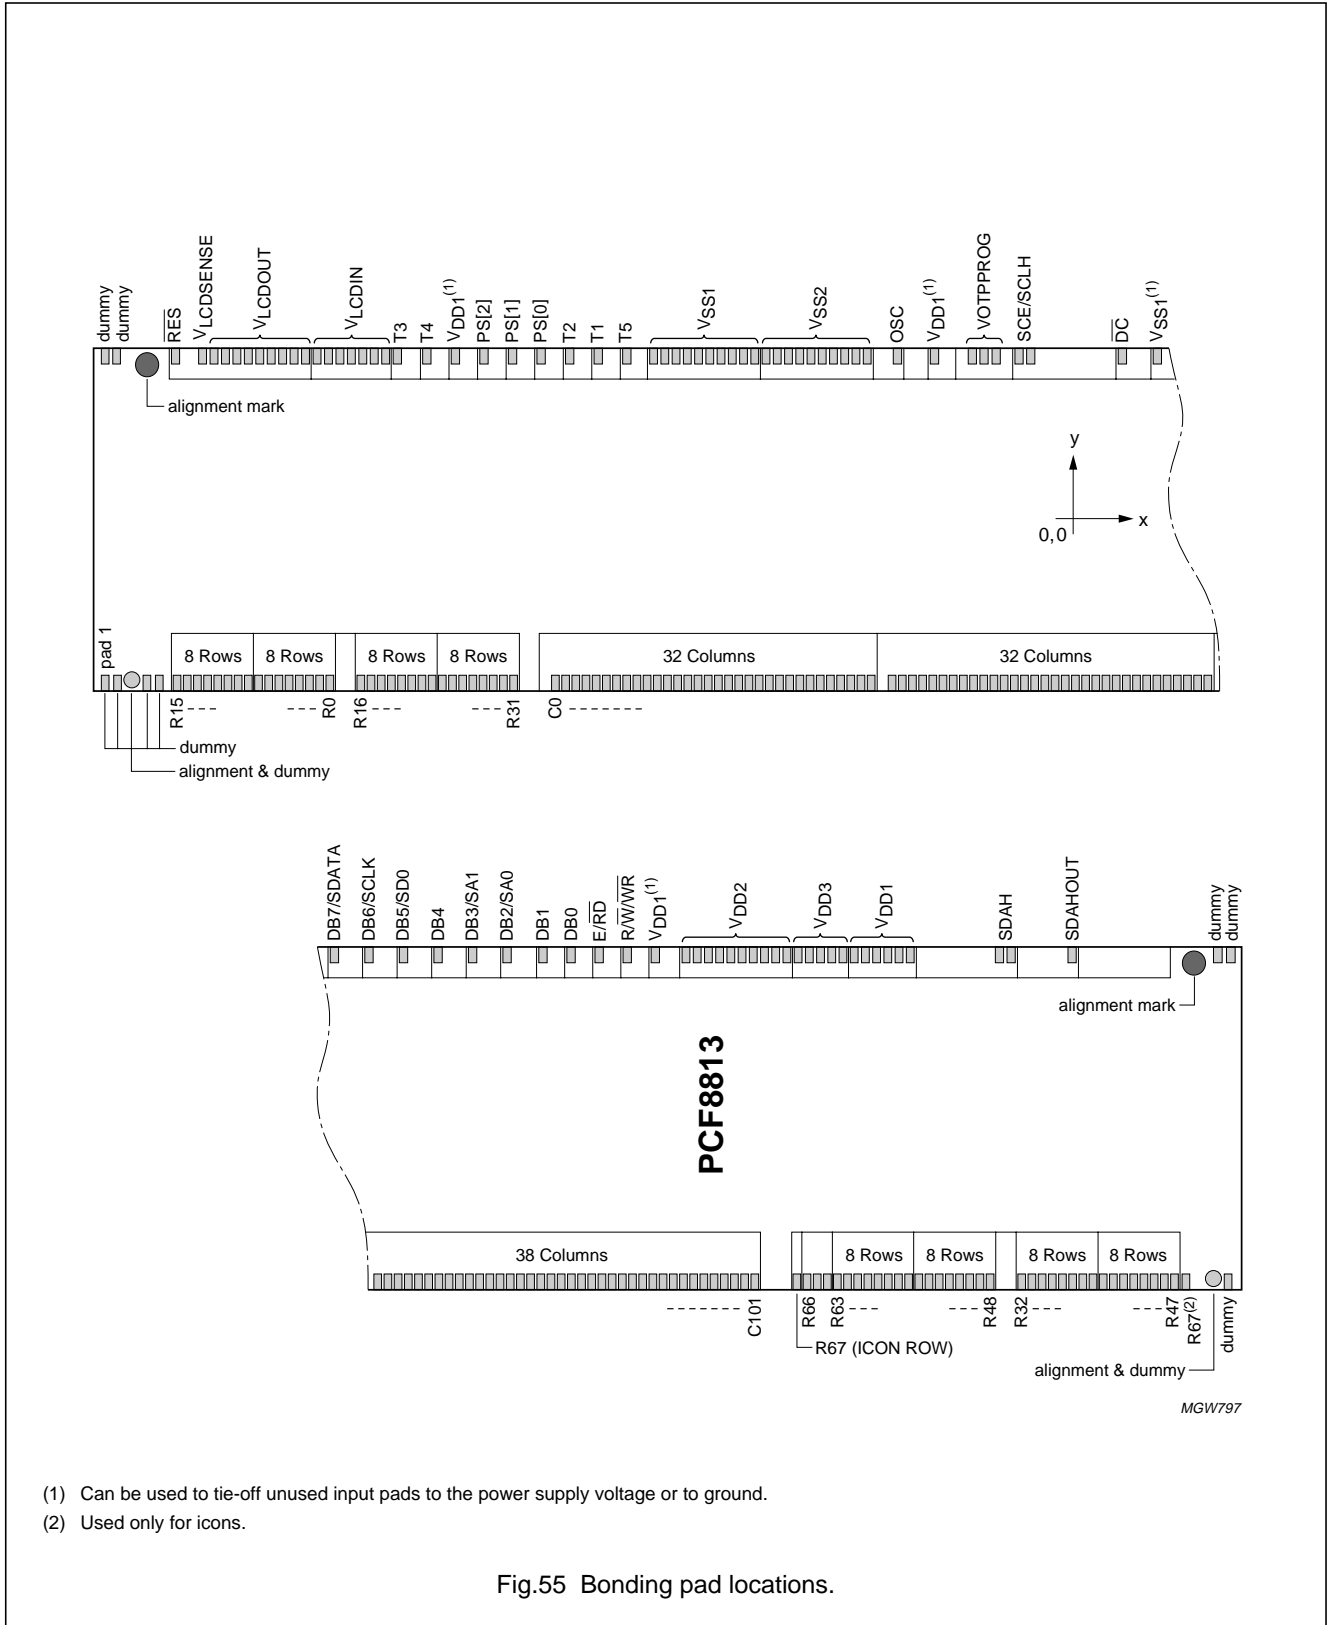 dummy
dummy
RES
VLCDSENSE
VLCDOUT
VLCDIN
T3
T4
VDD1(1)
PS[2]
PS[1]
PS[0]
T2
T1
T5
VSS1
VSS2
OSC
VDD1(1)
VOTPPROG
SCE/SCLH
DC
VSS1(1)
alignment mark
y
x
0,0
pad 1
8 Rows
8 Rows
8 Rows
8 Rows
32 Columns
32 Columns
R15
R0
R16
R31
C0
dummy
alignment & dummy
DB7/SDATA
DB6/SCLK
DB5/SD0
DB4
DB3/SA1
DB2/SA0
DB1
DB0
E/RD
R/W/WR
VDD1(1)
VDD2
VDD3
VDD1
SDAH
SDAHOUT
dummy
dummy
alignment mark
PCF8813
38 Columns
8 Rows
8 Rows
8 Rows
8 Rows
C101
R66
R63
R48
R32
R47
R67(2)
dummy
R67 (ICON ROW)
alignment & dummy
MGW797
(1) Can be used to tie-off unused input pads to the power supply voltage or to ground.
(2) Used only for icons.
Fig.55 Bonding pad locations.